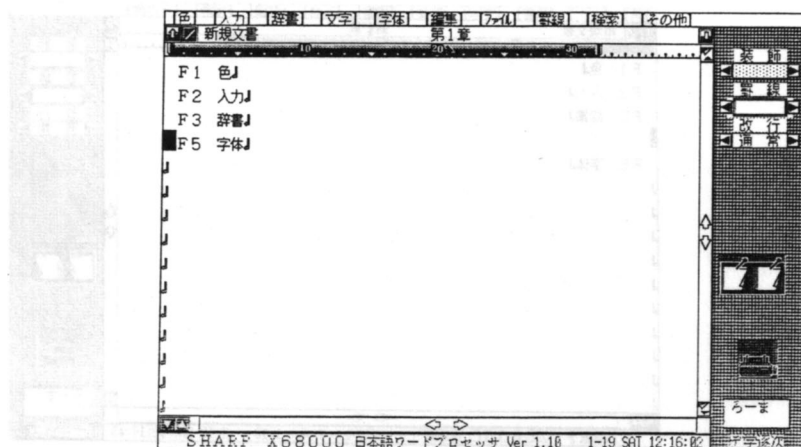 [色] [入力] [辞書] [文字] [字体] [編集] [ファイル] [罫線] [検索] [その他]
新規文書 第1章
10 20 30
F1 色
F2 入力
F3 辞書
F5 字体
装飾
罫線
改行
通常
ろーま
SHARP X68000 日本語ワードプロセッサ Ver 1.10 1-19 SAT 12:16:02